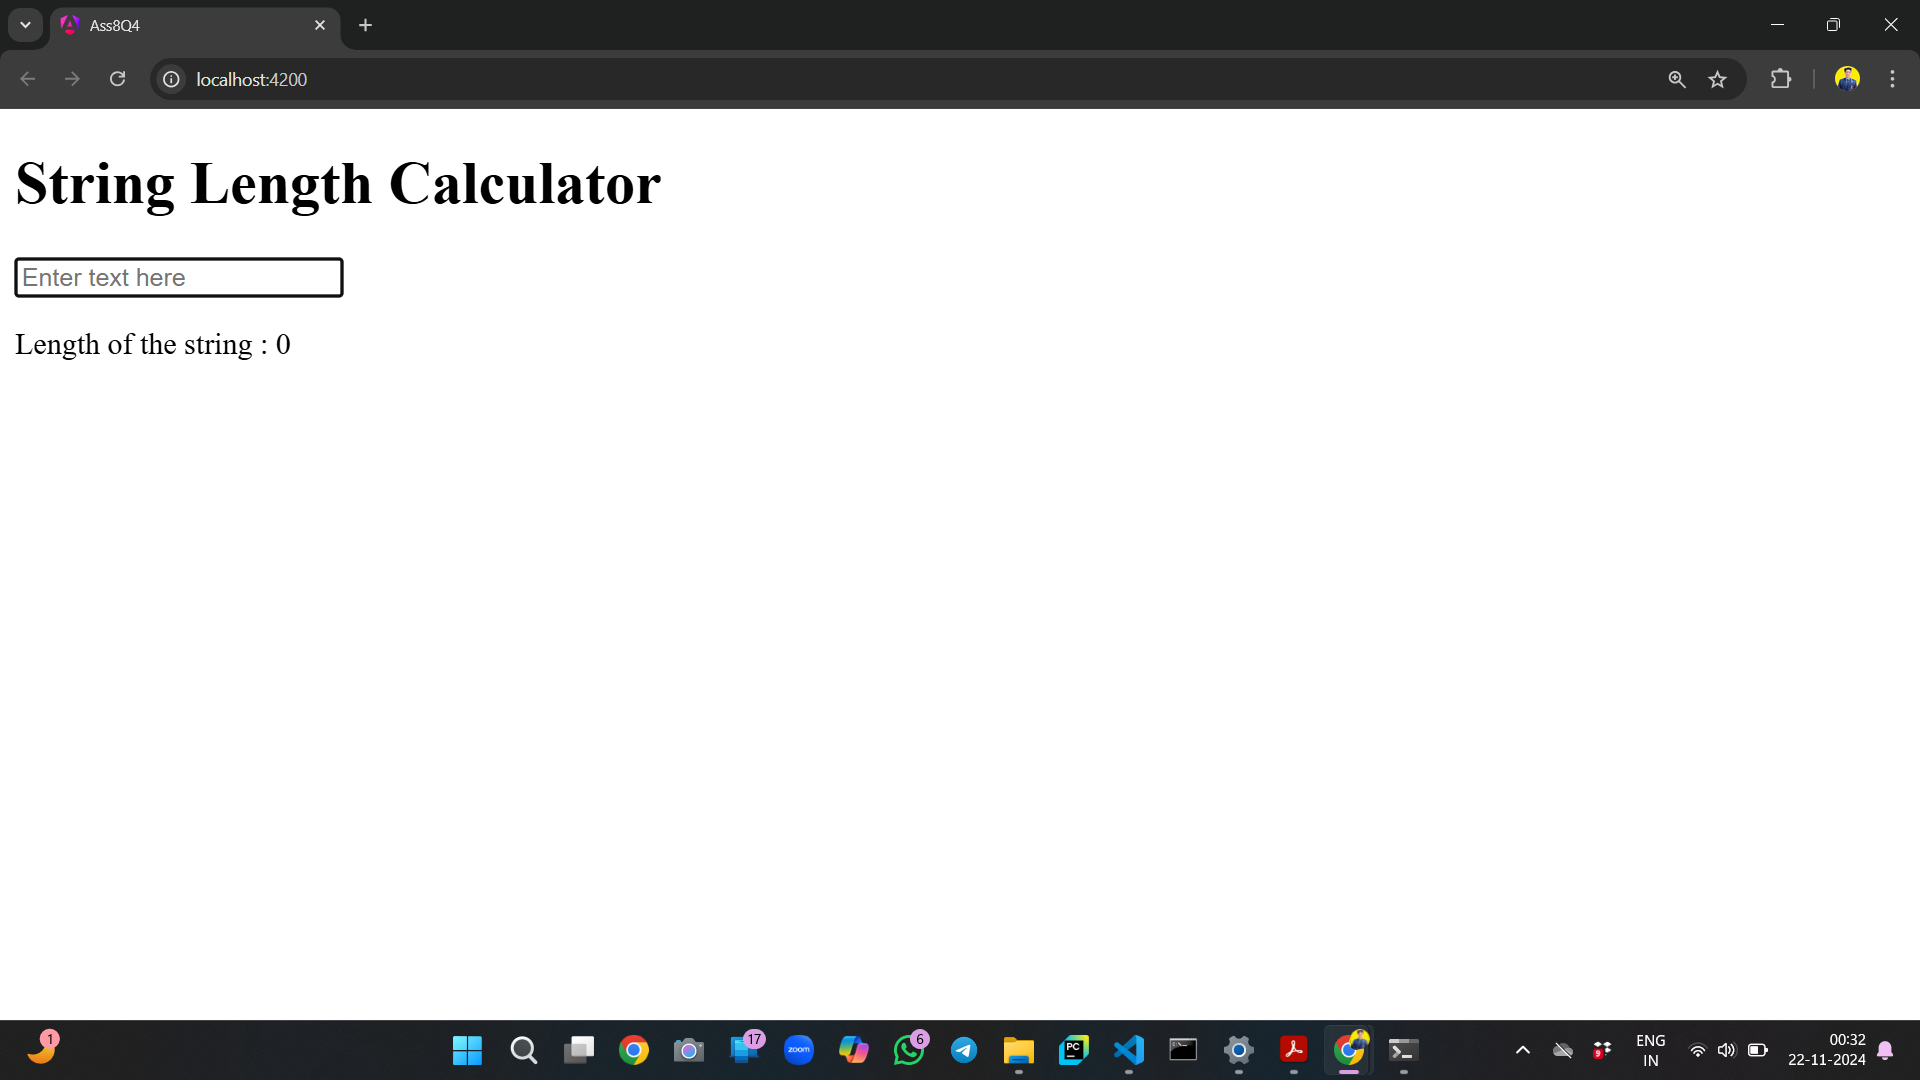 Ass8Q4
localhost:4200
String Length Calculator
Enter text here
Length of the string : 0
1
17
zoom
6
PC
9
ENG
IN
00:32
22-11-2024